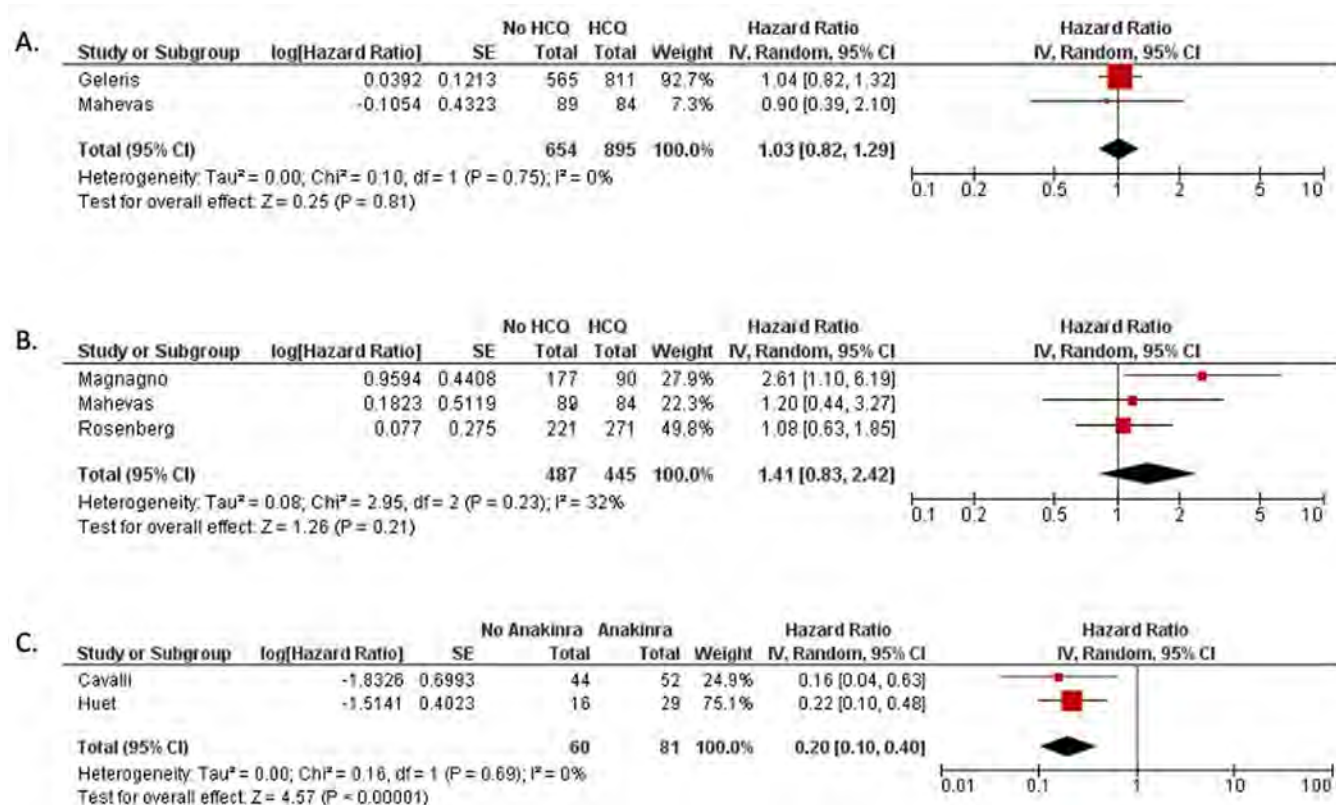 A.
No HCQ HCQ Hazard Ratio Hazard Ratio
Study or Subgroup log[Hazard Ratio] SE Total Total Weight IV, Random, 95% CI IV, Random, 95% CI
Geleris 0.0392 0.1213 565 811 92.7% 1.04 [0.82, 1.32]
Mahevas -0.1054 0.4323 89 84 7.3% 0.90 [0.39, 2.10]
Total (95% CI) 654 895 100.0% 1.03 [0.82, 1.29]
Heterogeneity: Tau² = 0.00; Chi² = 0.10, df = 1 (P = 0.75); I² = 0%
Test for overall effect: Z = 0.25 (P = 0.81)
0.1 0.2 0.5 1 2 5 10
B.
No HCQ HCQ Hazard Ratio Hazard Ratio
Study or Subgroup log[Hazard Ratio] SE Total Total Weight IV, Random, 95% CI IV, Random, 95% CI
Magnagno 0.9594 0.4408 177 90 27.9% 2.61 [1.10, 6.19]
Mahevas 0.1823 0.5119 89 84 22.3% 1.20 [0.44, 3.27]
Rosenberg 0.077 0.275 221 271 49.8% 1.08 [0.63, 1.85]
Total (95% CI) 487 445 100.0% 1.41 [0.83, 2.42]
Heterogeneity: Tau² = 0.08; Chi² = 2.95, df = 2 (P = 0.23); I² = 32%
Test for overall effect: Z = 1.26 (P = 0.21)
0.1 0.2 0.5 1 2 5 10
C.
No Anakinra Anakinra Hazard Ratio Hazard Ratio
Study or Subgroup log[Hazard Ratio] SE Total Total Weight IV, Random, 95% CI IV, Random, 95% CI
Cavalli -1.8326 0.6993 44 52 24.9% 0.16 [0.04, 0.63]
Huet -1.5141 0.4023 16 29 75.1% 0.22 [0.10, 0.48]
Total (95% CI) 60 81 100.0% 0.20 [0.10, 0.40]
Heterogeneity: Tau² = 0.00; Chi² = 0.16, df = 1 (P = 0.69); I² = 0%
Test for overall effect: Z = 4.57 (P < 0.00001)
0.01 0.1 1 10 100